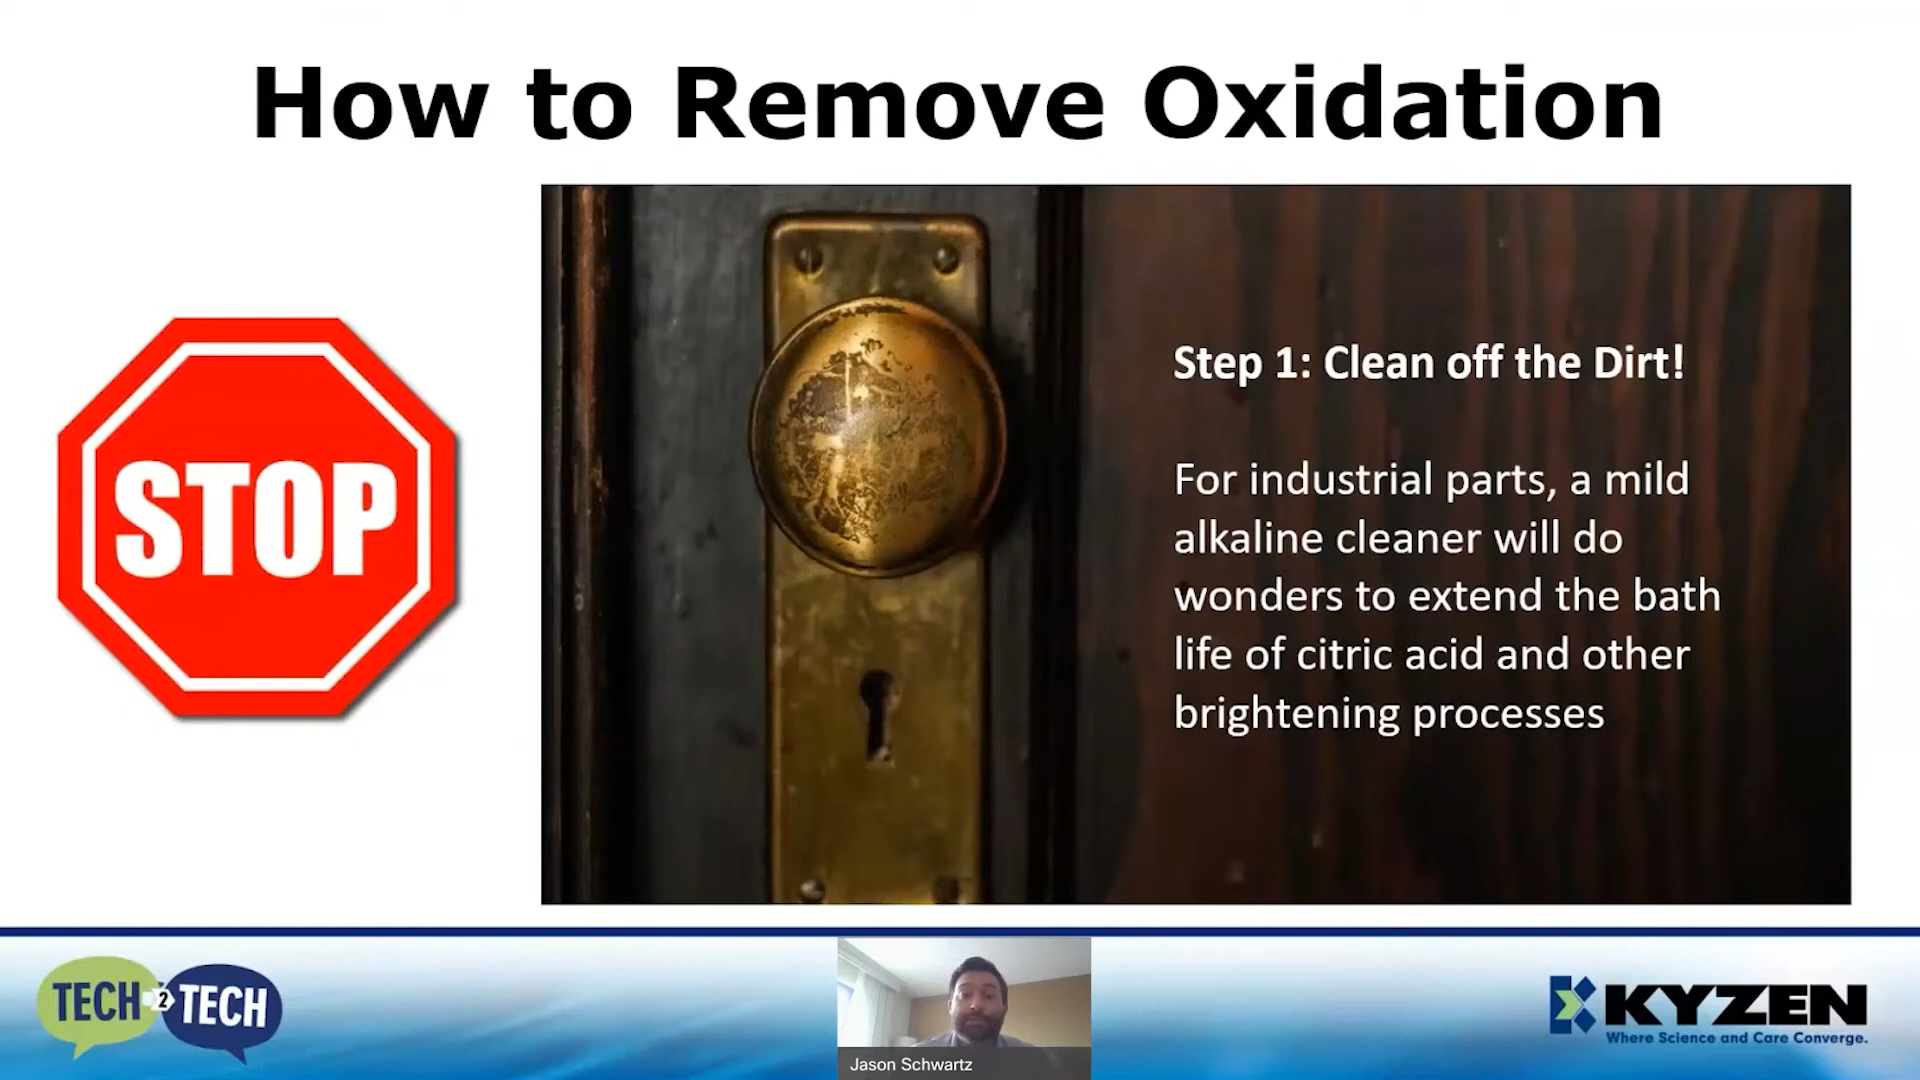 How to Remove Oxidation
STOP
Step 1: Clean off the Dirt!
For industrial parts, a mild
alkaline cleaner will do
wonders to extend the bath
life of citric acid and other
brightening processes
TECH 2 TECH
Jason Schwartz
KYZEN
Where Science and Care Converge.